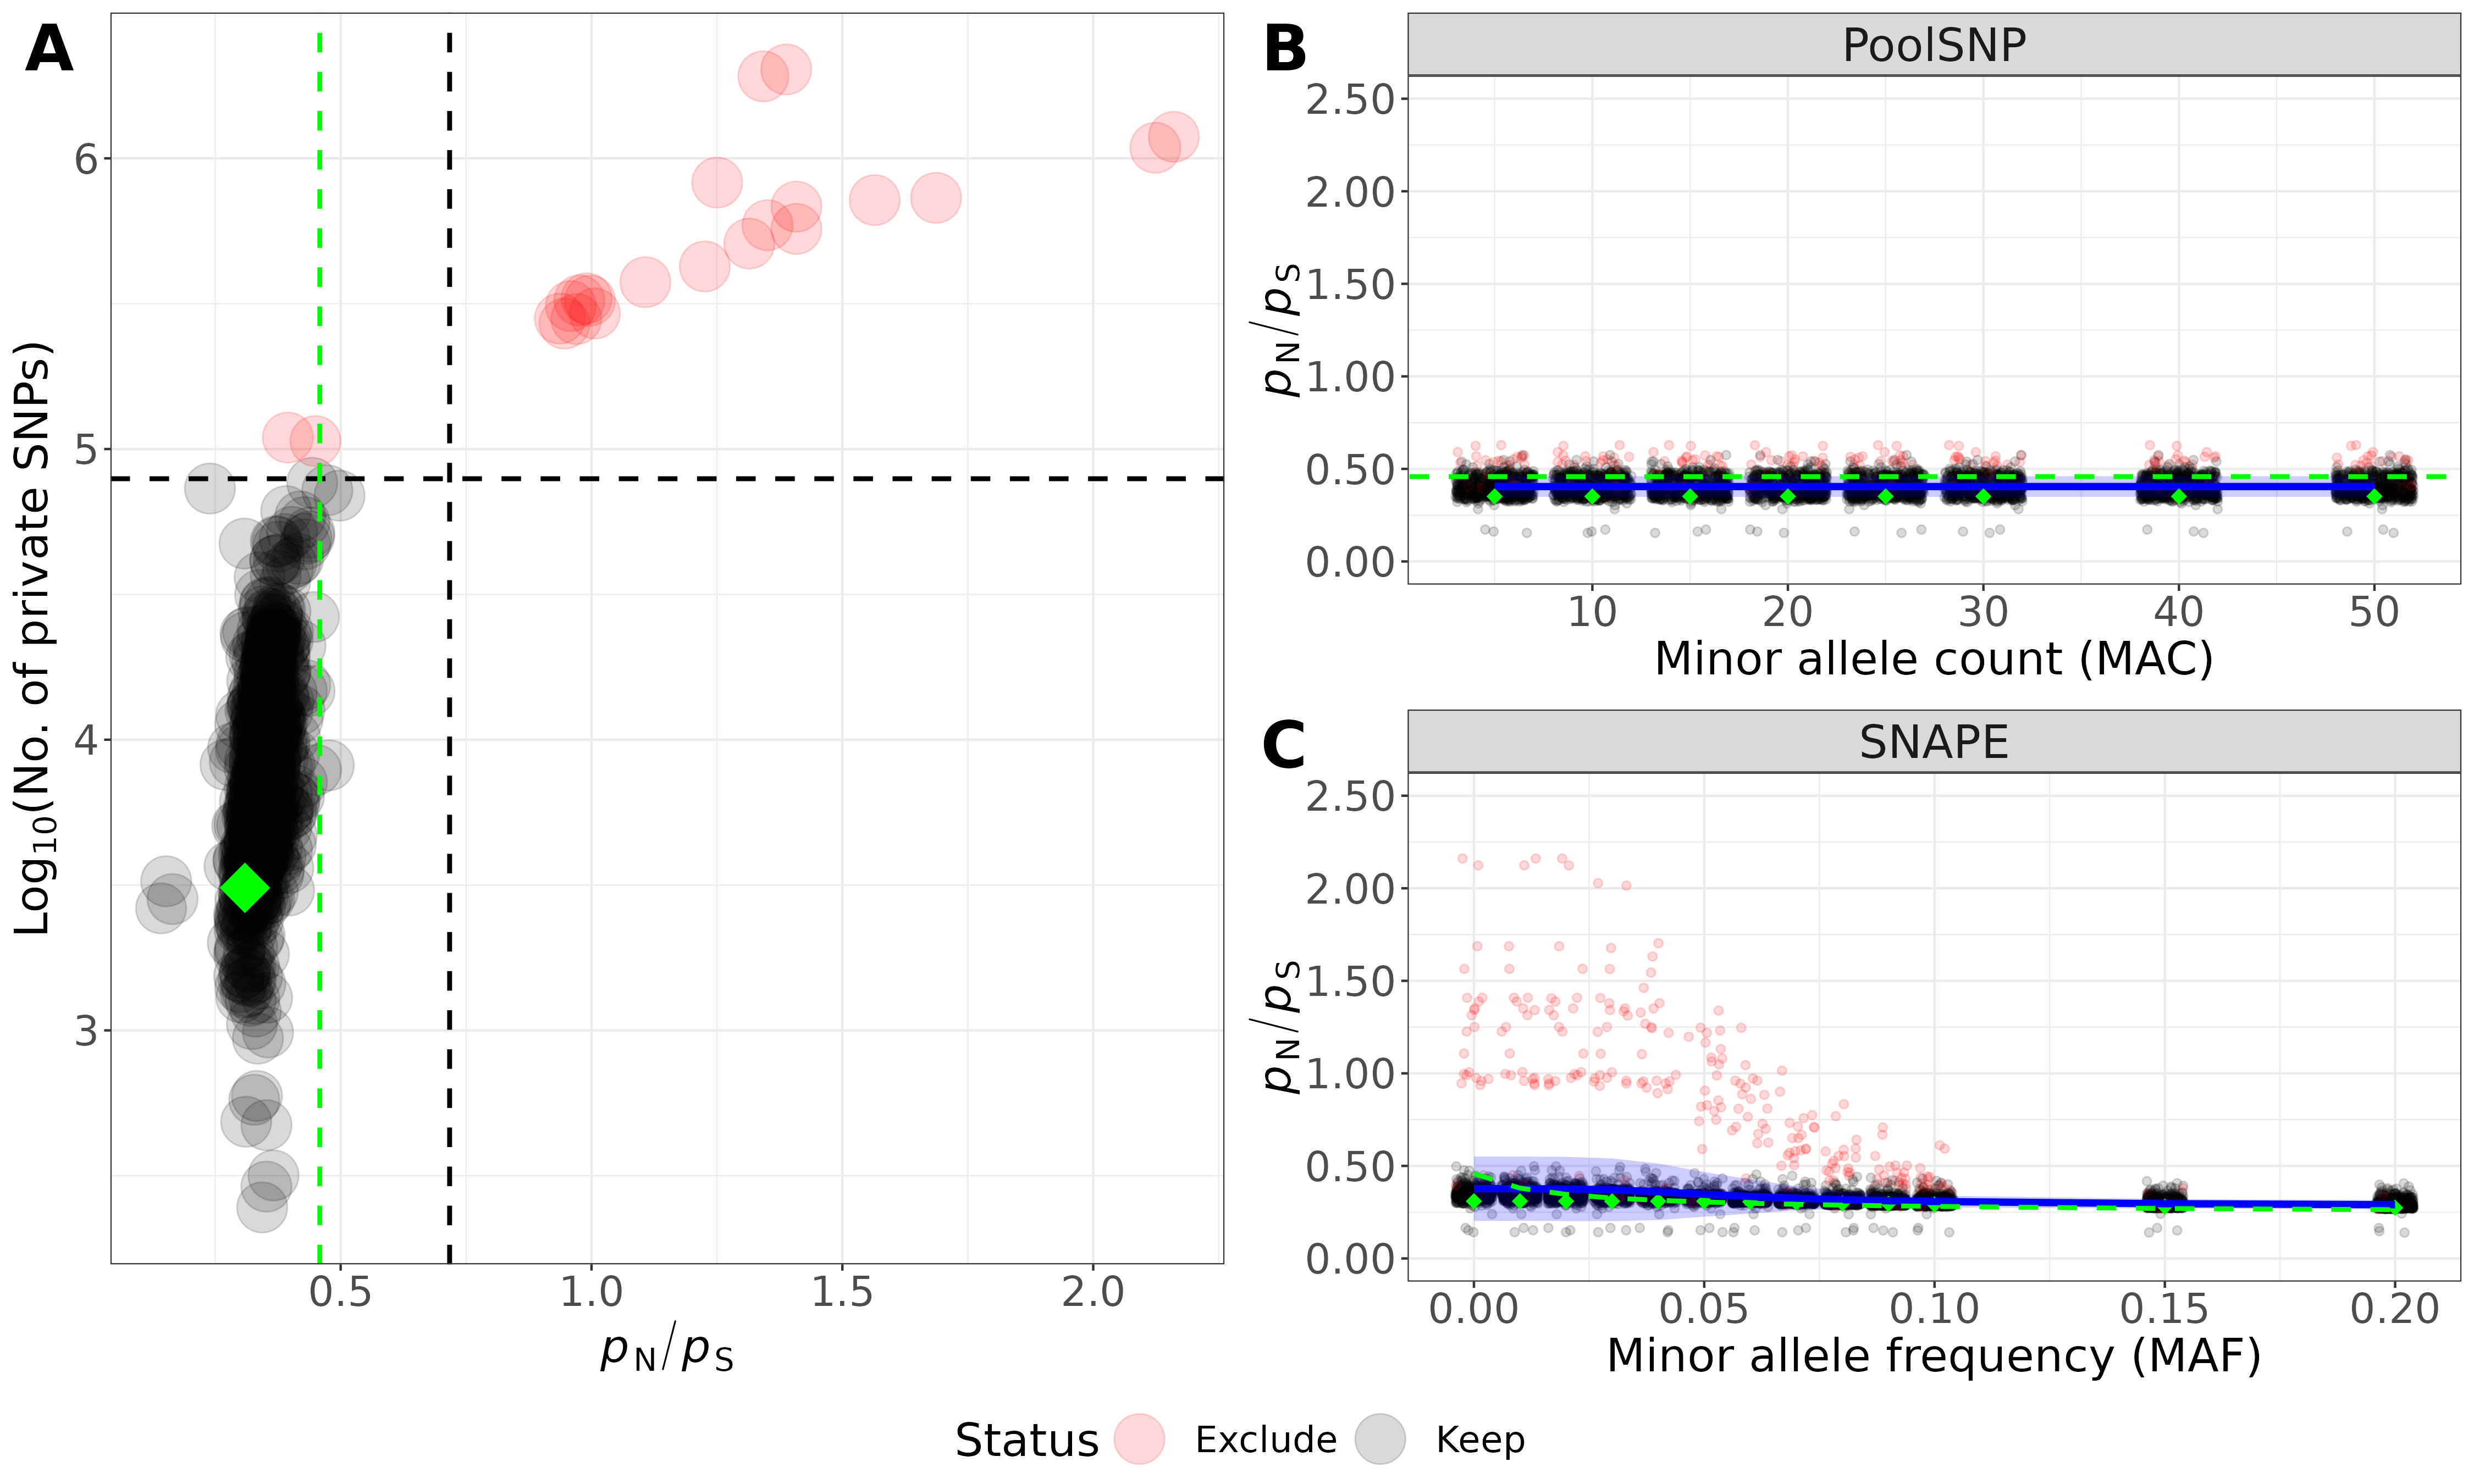 A
Log10(No. of private SNPs)
6
5
4
3
0.5 1.0 1.5 2.0
pN/pS
B
PoolSNP
pN/pS
2.50
2.00
1.50
1.00
0.50
0.00
10 20 30 40 50
Minor allele count (MAC)
C
SNAPE
pN/pS
2.50
2.00
1.50
1.00
0.50
0.00
0.00 0.05 0.10 0.15 0.20
Minor allele frequency (MAF)
Status Exclude Keep